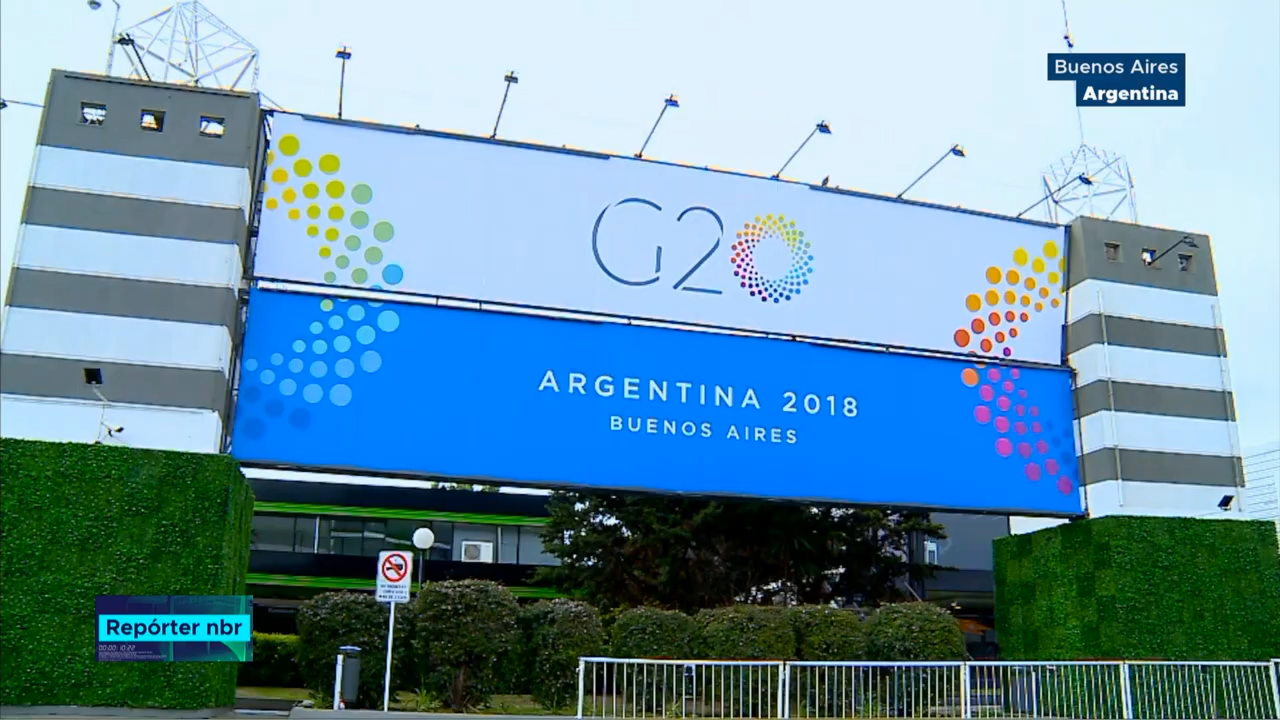 Buenos Aires
Argentina
G20
ARGENTINA 2018
BUENOS AIRES
Repórter nbr